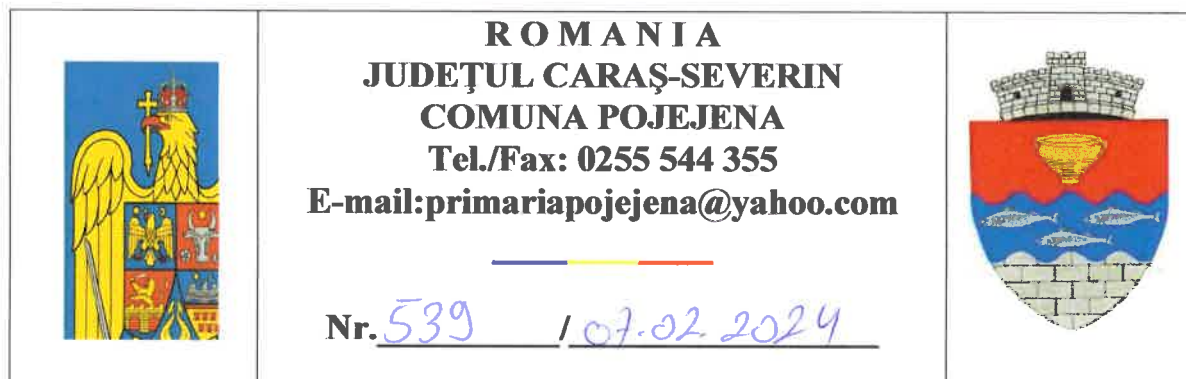 R O M A N I A
JUDEŢUL CARAŞ-SEVERIN
COMUNA POJEJENA
Tel./Fax: 0255 544 355
E-mail:primariapojejena@yahoo.com
Nr. 539 / 07.02.2024